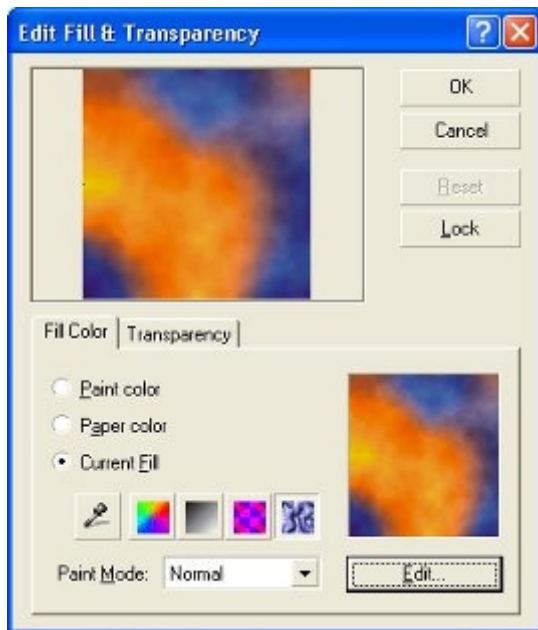 Edit Fill & Transparency
OK
Cancel
Reset
Lock
Fill Color Transparency
Paint color
Paper color
Current Fill
Paint Mode: Normal Edit...